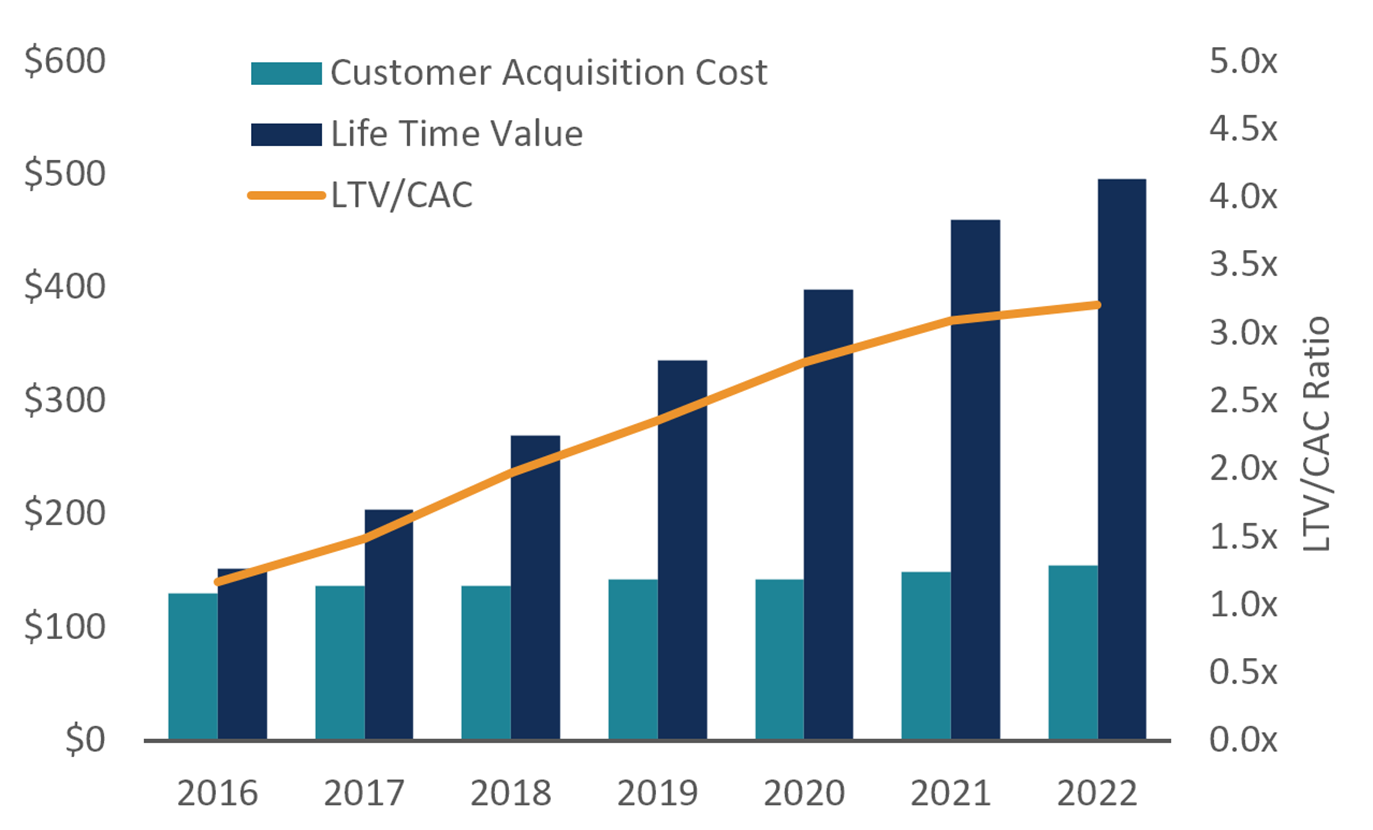 $600
$500
$400
$300
$200
$100
$0
Customer Acquisition Cost
Life Time Value
LTV/CAC
5.0x
4.5x
4.0x
3.5x
3.0x
2.5x
2.0x
1.5x
1.0x
0.5x
0.0x
LTV/CAC Ratio
2016 2017 2018 2019 2020 2021 2022